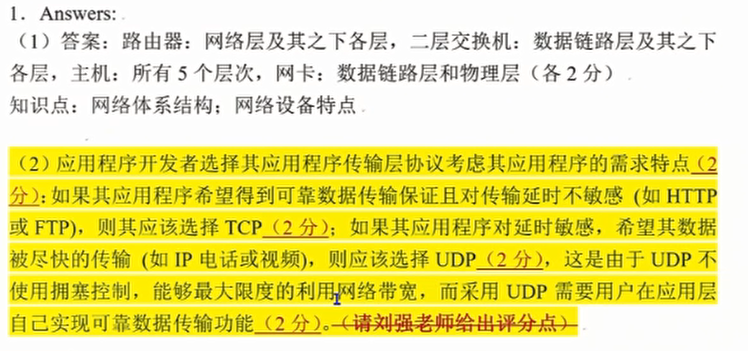 1．Answers:
（1）答案：路由器：网络层及其之下各层，二层交换机：数据链路层及其之下
各层，主机：所有 5 个层次，网卡：数据链路层和物理层（各 2 分）
知识点：网络体系结构；网络设备特点
（2）应用程序开发者选择其应用程序传输层协议考虑其应用程序的需求特点（2
分）；如果其应用程序希望得到可靠数据传输保证且对传输延时不敏感 (如 HTTP
或 FTP)，则其应该选择 TCP（2 分）；如果其应用程序对延时敏感，希望其数据
被尽快的传输 (如 IP 电话或视频)，则应该选择 UDP（2 分），这是由于 UDP 不
使用拥塞控制，能够最大限度的利用网络带宽，而采用 UDP 需要用户在应用层
自己实现可靠数据传输功能（2 分）。（请刘强老师给出评分点）